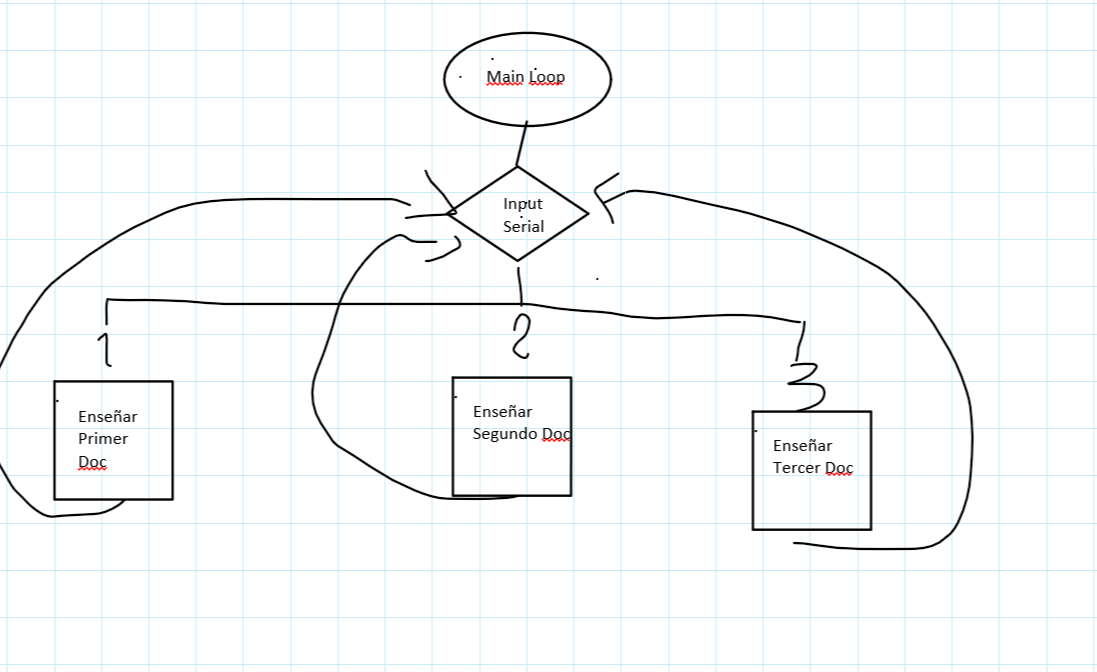 Main Loop
Input
Serial
1
2
3
Enseñar
Primer
Doc
Enseñar
Segundo Doc
Enseñar
Tercer Doc